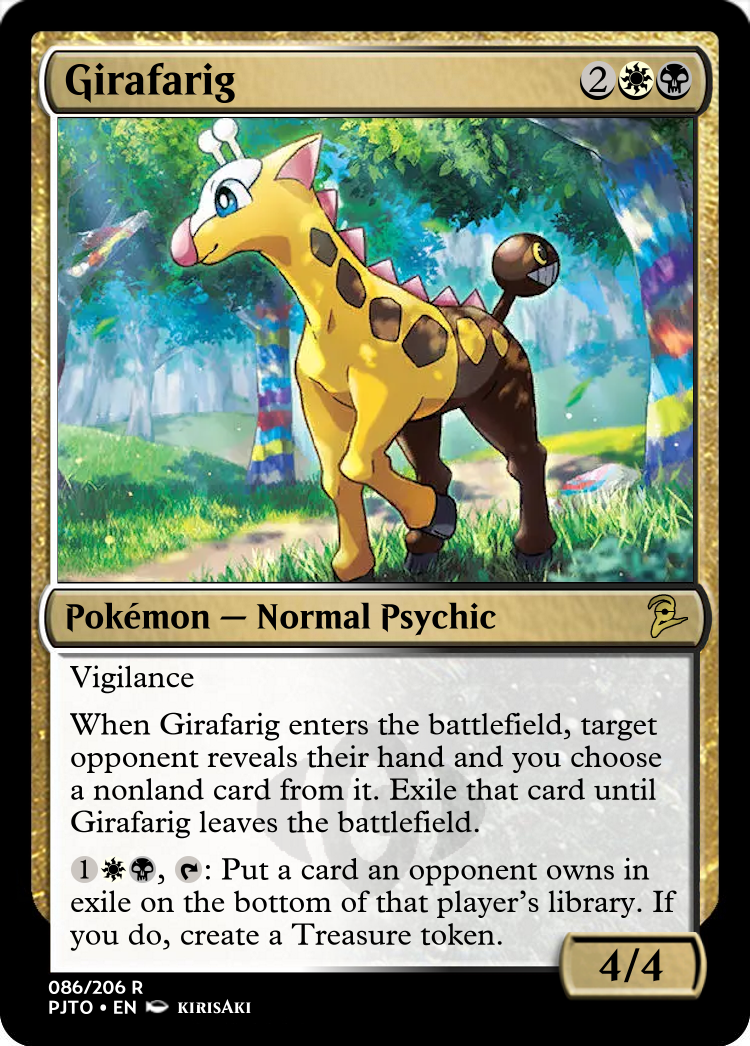 Girafarig 2
Pokémon — Normal Psychic
Vigilance
When Girafarig enters the battlefield, target
opponent reveals their hand and you choose
a nonland card from it. Exile that card until
Girafarig leaves the battlefield.
1, : Put a card an opponent owns in
exile on the bottom of that player’s library. If
you do, create a Treasure token.
4/4
086/206 R
PJTO • EN KIRISAKI